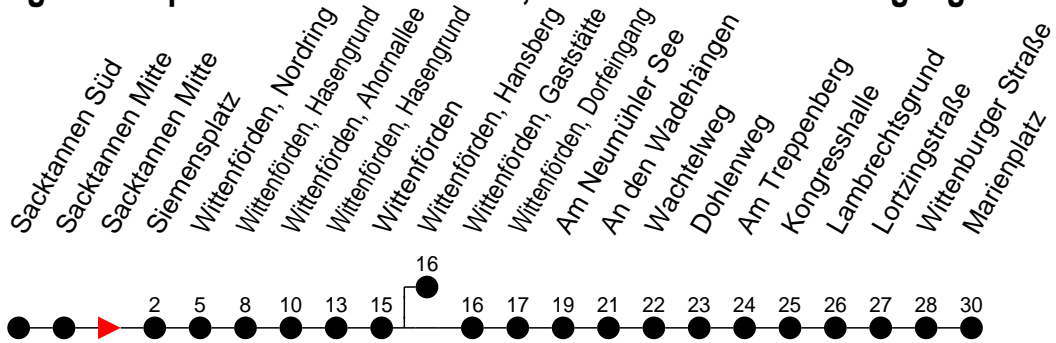 Sacktannen Süd
Sacktannen Mitte
Sacktannen Mitte
Siemensplatz
Wittenförden, Nordring
Wittenförden, Hasengrund
Wittenförden, Ahornallee
Wittenförden, Hasengrund
Wittenförden
Wittenförden, Hansberg
Wittenförden, Gaststätte
Wittenförden, Dorfeingang
Am Neumühler See
An den Wadehängen
Wachtelweg
Dohlenweg
Am Treppenberg
Kongresshalle
Lambrechtsgrund
Lortzingstraße
Wittenburger Straße
Marienplatz
16
2 5 8 10 13 15 16 17 19 21 22 23 24 25 26 27 28 30